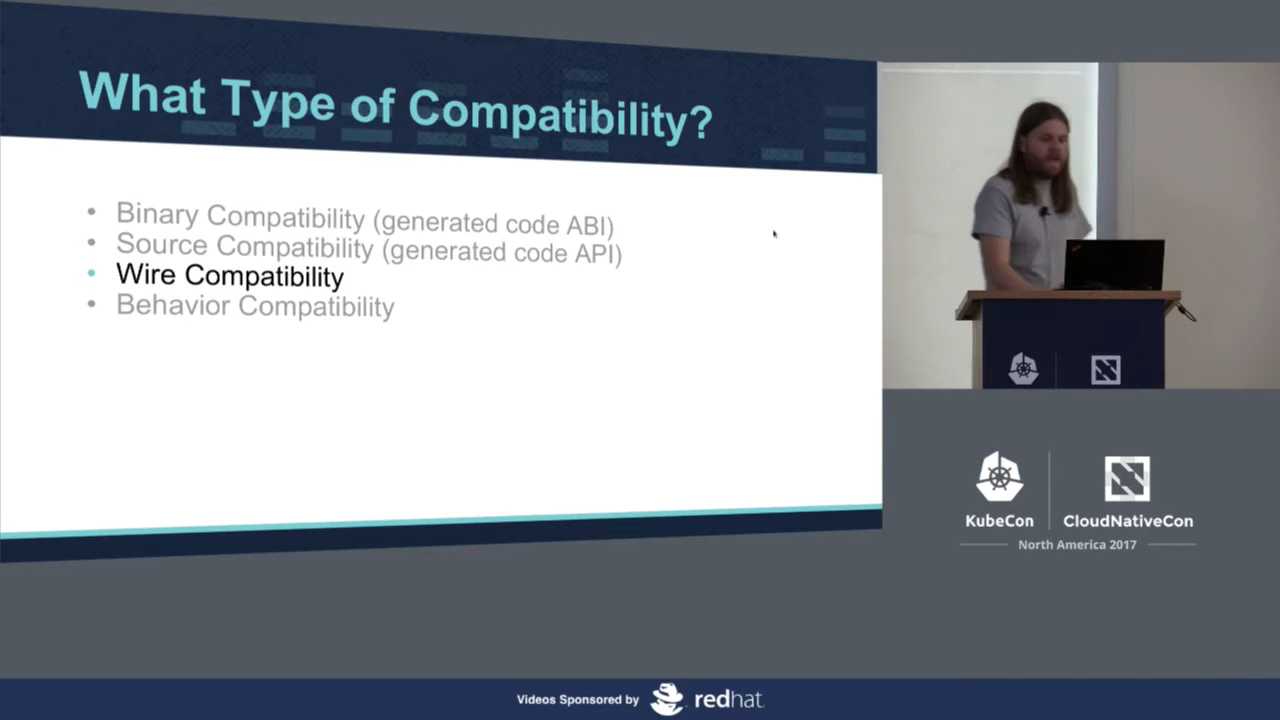 What Type of Compatibility?
• Binary Compatibility (generated code ABI)
• Source Compatibility (generated code API)
• Wire Compatibility
• Behavior Compatibility
KubeCon
CloudNativeCon
North America 2017
Videos Sponsored by
redhat.